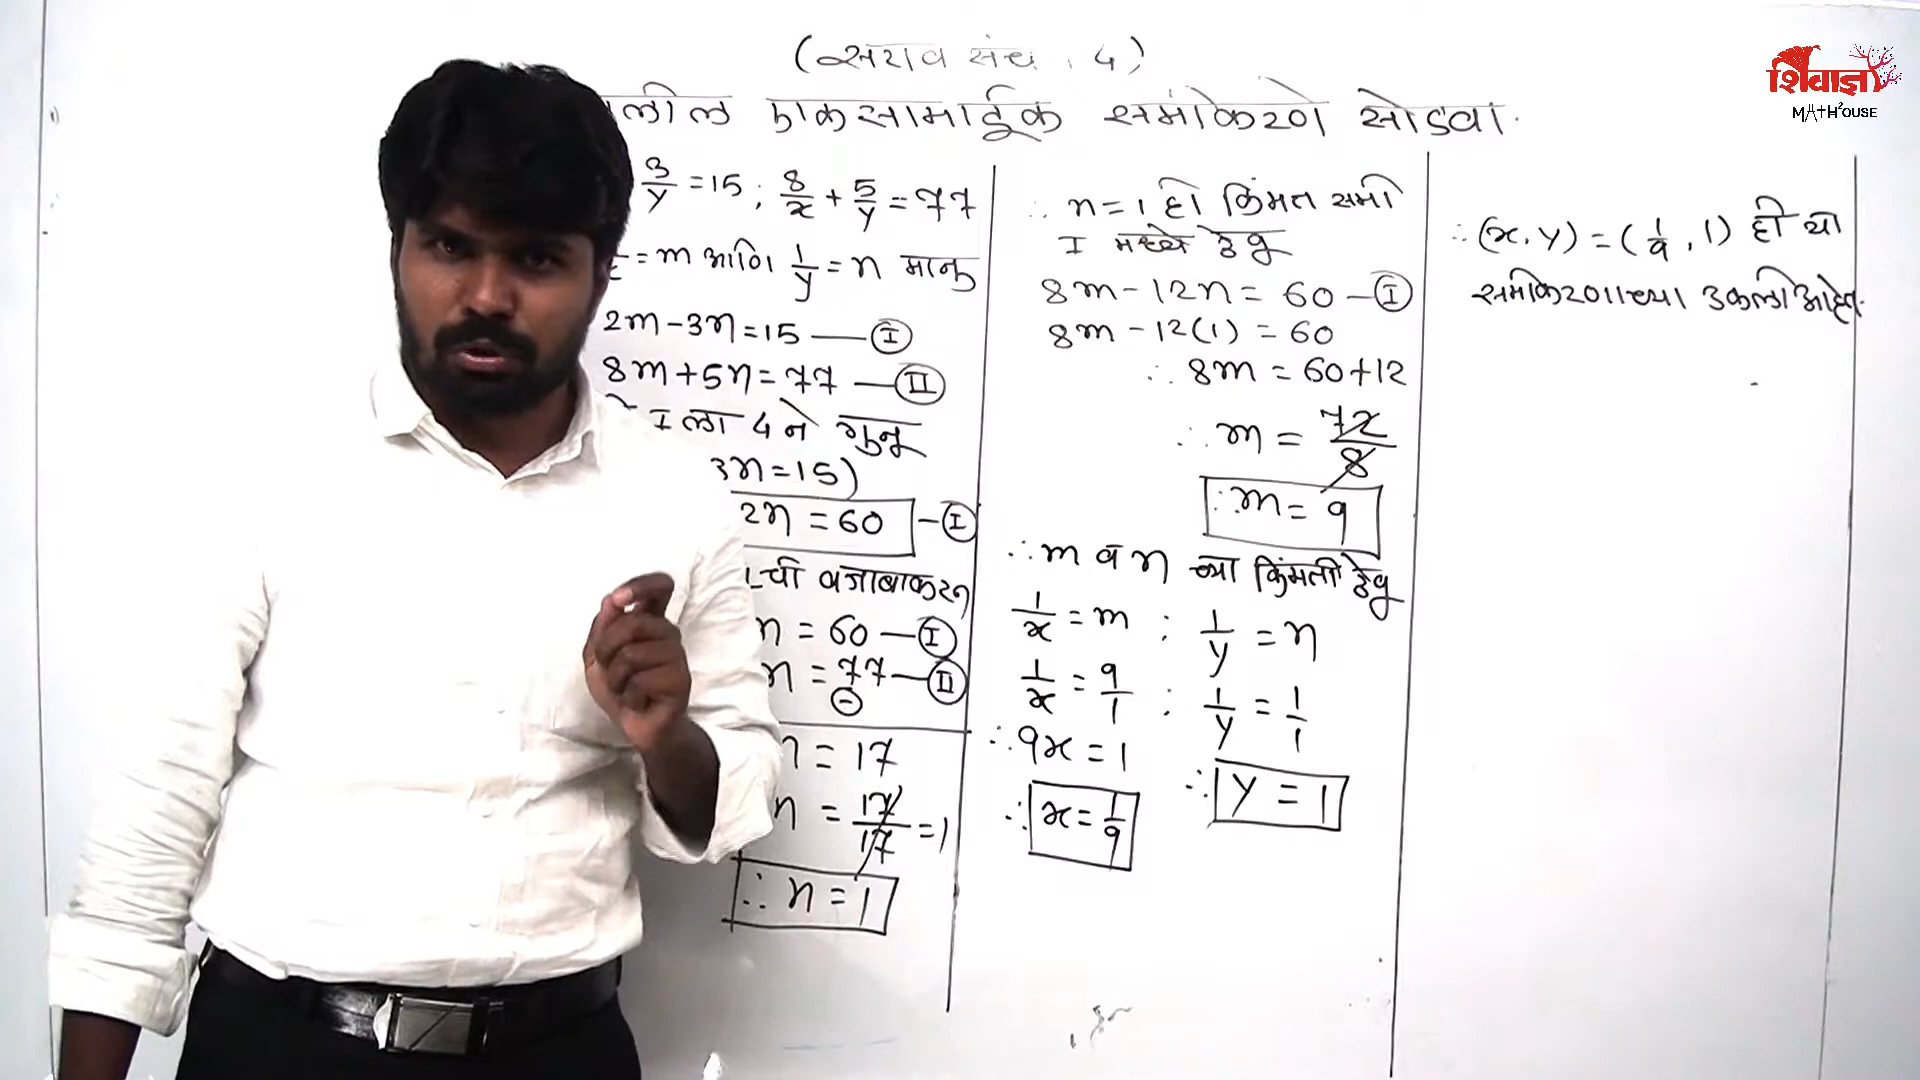 (सराव संच : 4)
लील एकसामाईक समीकरणे सोडवा.
3/y = 15 ; 8/x + 5/y = 77
= m आणि 1/y = n मानु
2m - 3n = 15 — I
8m + 5n = 77 — II
I ला 4 ने गुनू
3n = 15)
2n = 60 — I
ची वजाबाकरुन
n = 60 — I
n = 77 — II
(-)
n = 17
n = 17/17 = 1
∴ n = 1
∴ n = 1 ही किंमत समी
I मध्ये ठेवू
8m - 12n = 60 — I
8m - 12(1) = 60
∴ 8m = 60 + 12
∴ m = 72/8
∴ m = 9
∴ m व n च्या किंमती ठेवू
1/x = m ; 1/y = n
1/x = 9/1 ; 1/y = 1/1
∴ 9x = 1
∴ x = 1/9
∴ y = 1
∴ (x, y) = (1/9, 1) ही या
समीकरणाच्या उकली आहेत.
शिवाज्ञ
MATH²OUSE